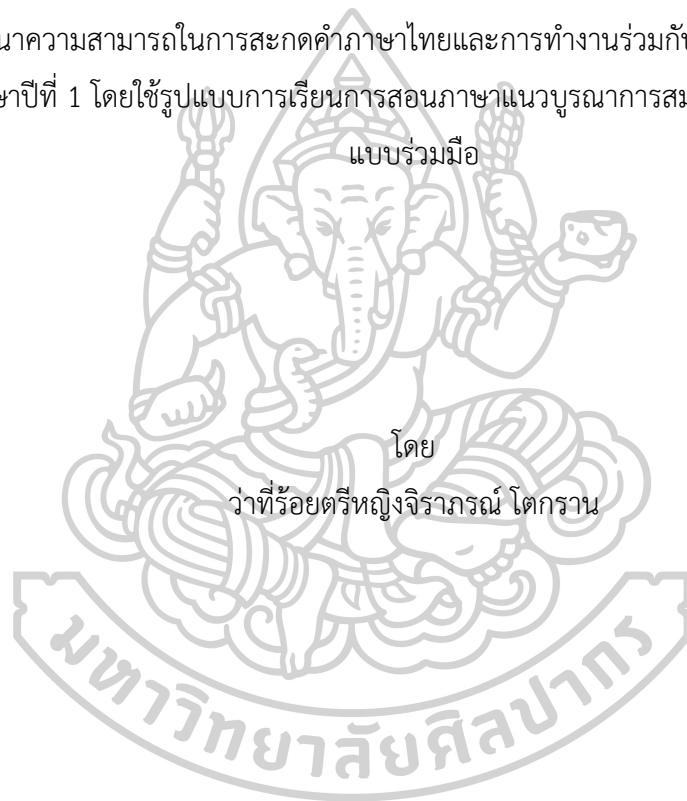 นาความสามารถในการสะกดคำภาษาไทยและการทำงานร่วมกับ
ษาปีที่ 1 โดยใช้รูปแบบการเรียนการสอนภาษาแนวบูรณาการสม
แบบร่วมมือ
โดย
ว่าที่ร้อยตรีหญิงจิราภรณ์ โตกราน
มหาวิทยาลัยศิลปากร